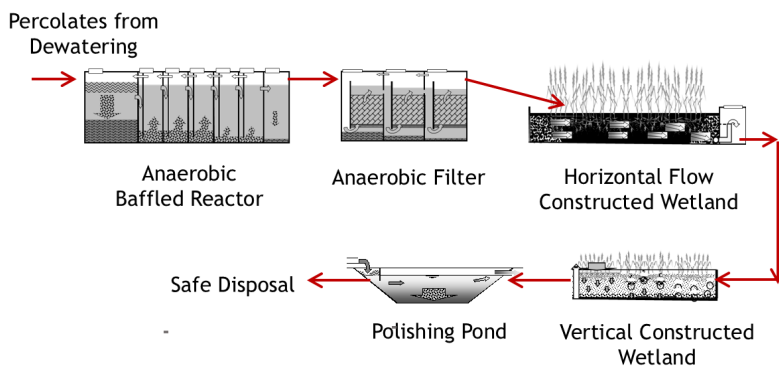 Percolates from
Dewatering
Anaerobic
Baffled Reactor
Anaerobic Filter
Horizontal Flow
Constructed Wetland
Safe Disposal
Polishing Pond
Vertical Constructed
Wetland